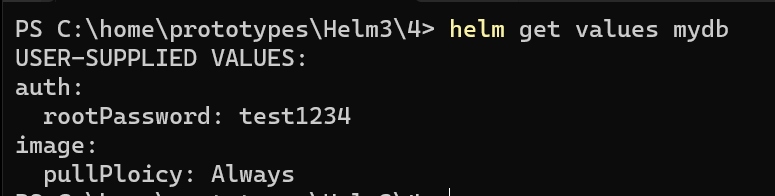 PS C:\home\prototypes\Helm3\4> helm get values mydb
USER-SUPPLIED VALUES:
auth:
  rootPassword: test1234
image:
  pullPloicy: Always